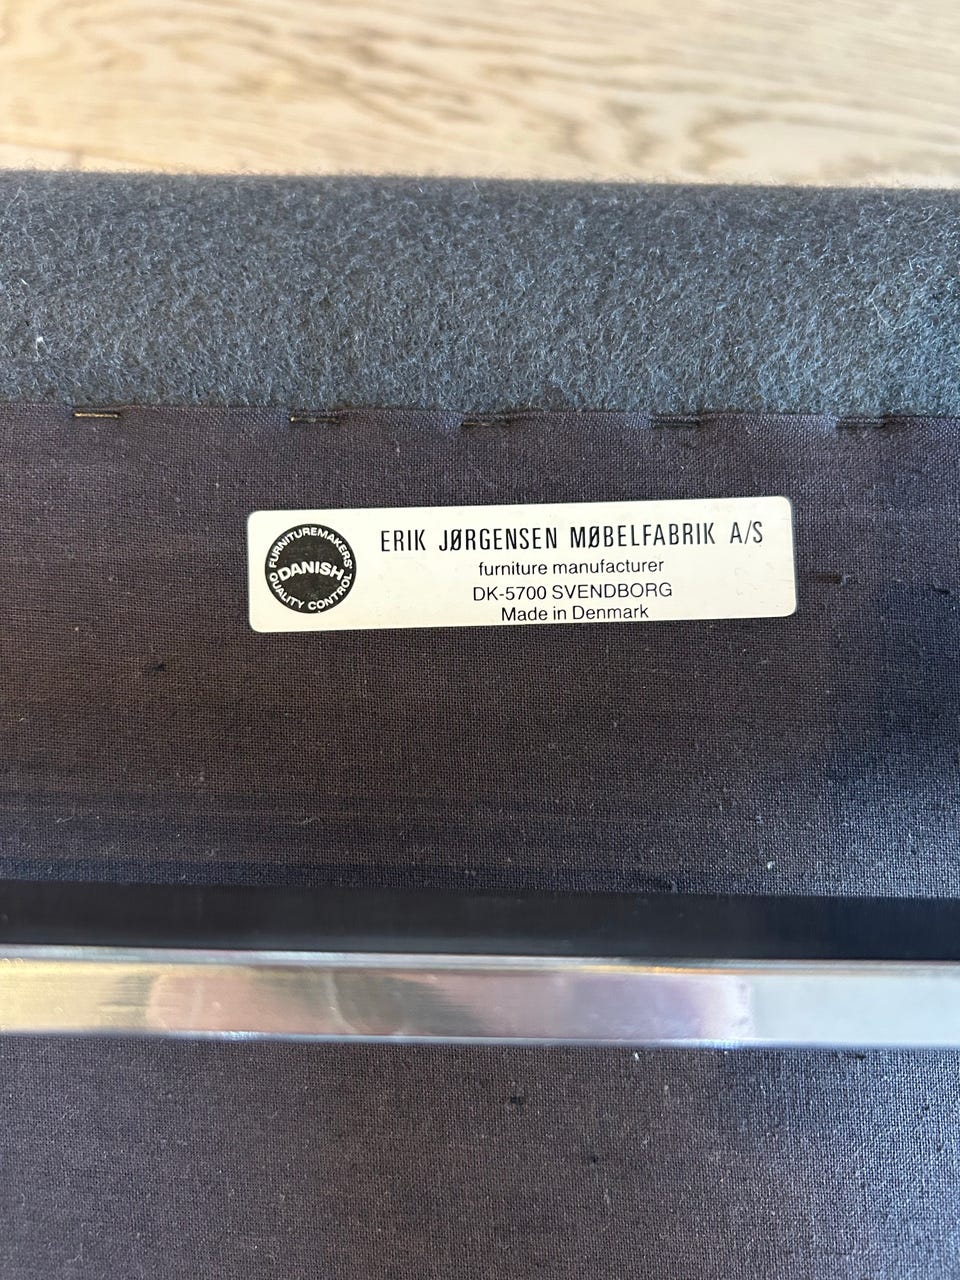 FURNITUREMAKERS'
DANISH
QUALITY CONTROL
ERIK JØRGENSEN MØBELFABRIK A/S
furniture manufacturer
DK-5700 SVENDBORG
Made in Denmark